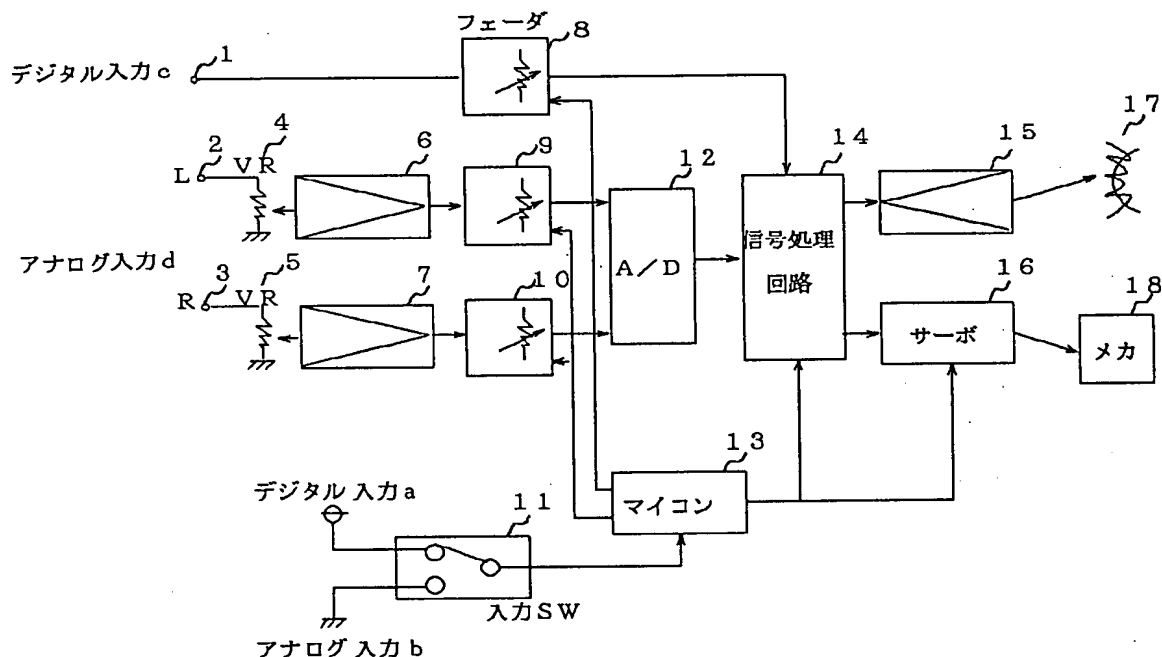 フェーダ
8
デジタル入力c
1
4
L 2 VR
6
9
12
14
15
17
信号処理
回路
A/D
アナログ入力d
5
R 3 VR
7
10
16
サーボ
18
メカ
13
マイコン
デジタル入力a
11
入力SW
アナログ入力b